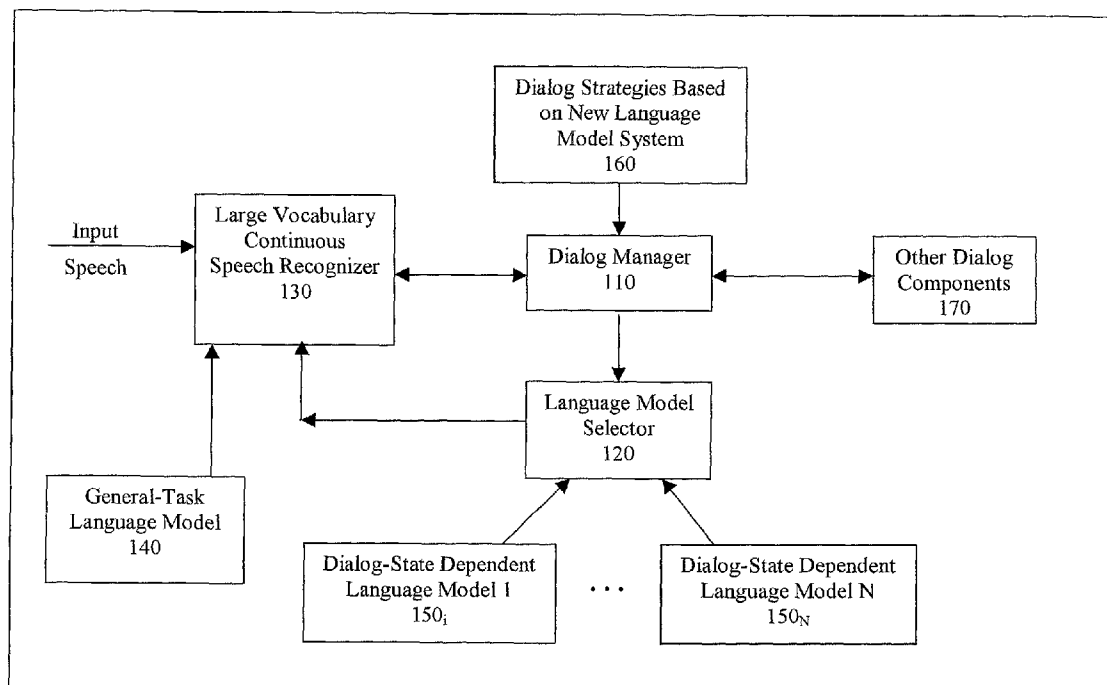 Dialog Strategies Based
on New Language
Model System
160
Input
Speech
Large Vocabulary
Continuous
Speech Recognizer
130
Dialog Manager
110
Other Dialog
Components
170
Language Model
Selector
120
General-Task
Language Model
140
Dialog-State Dependent
Language Model 1
150i
. . .
Dialog-State Dependent
Language Model N
150N